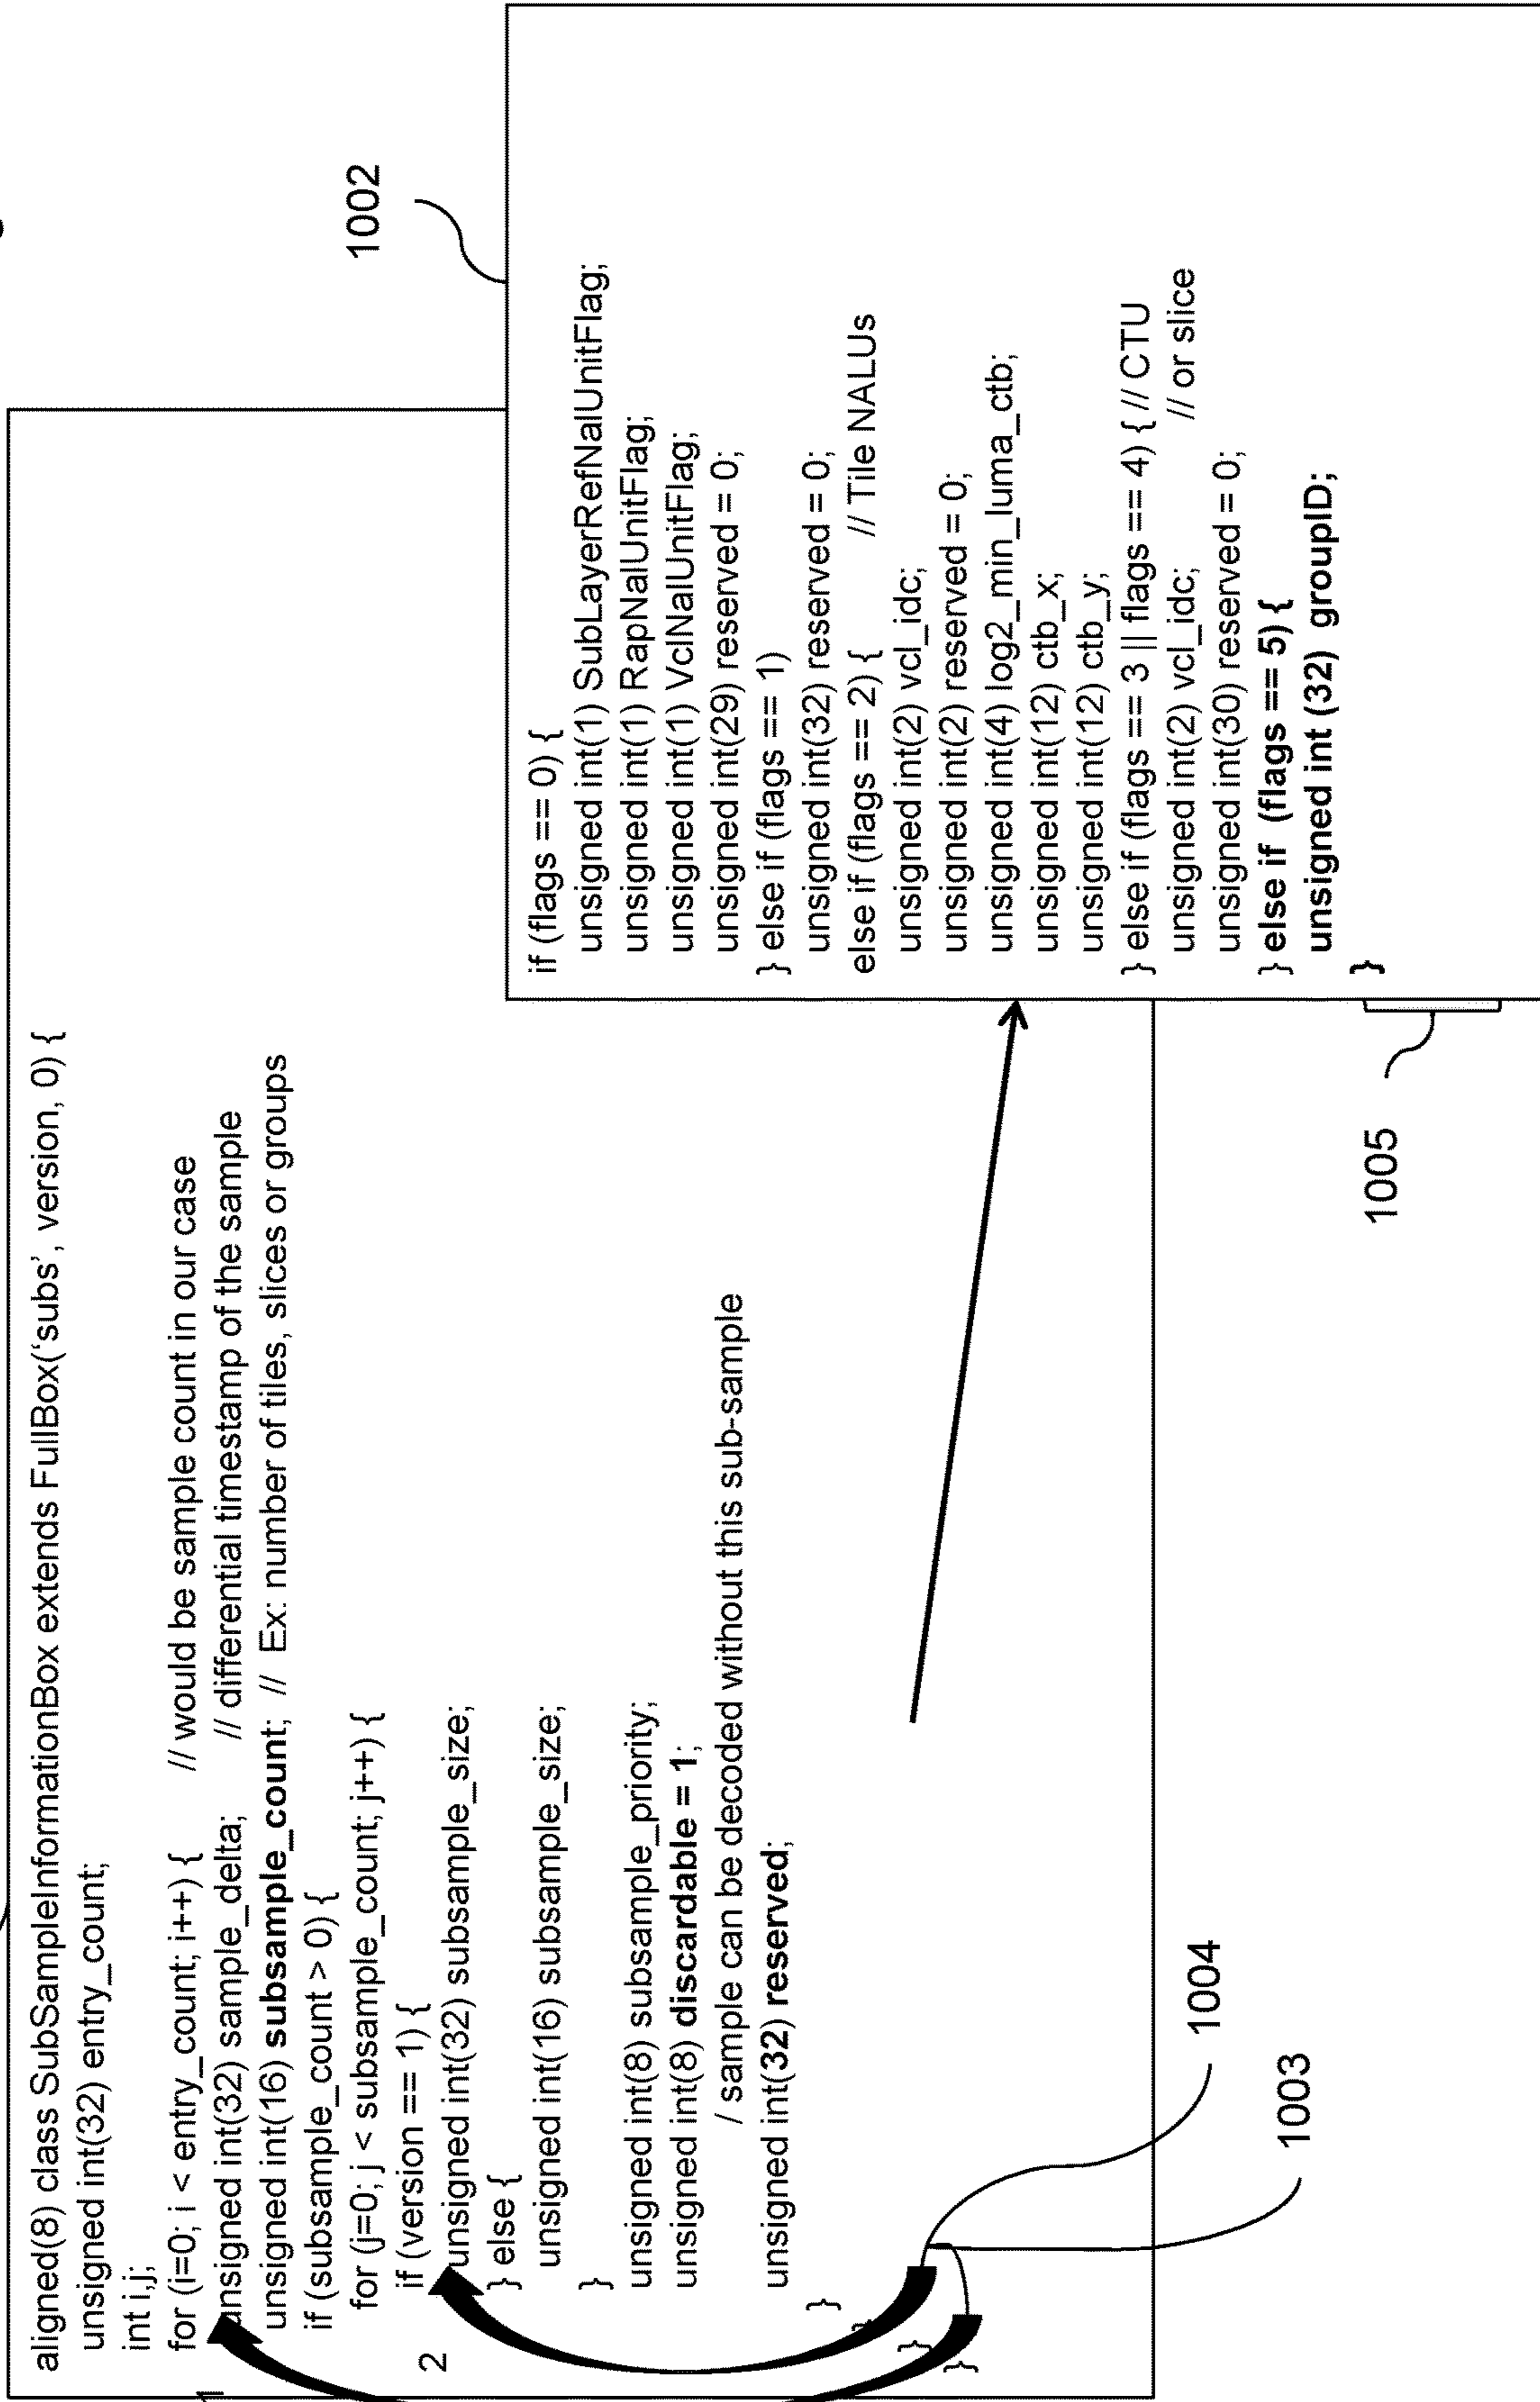 aligned(8) class SubSampleInformationBox extends FullBox(‘subs’, version, 0) {
unsigned int(32) entry_count;
int i,j;
for (i=0; i < entry_count; i++) { // would be sample count in our case
unsigned int(32) sample_delta; // differential timestamp of the sample
unsigned int(16) subsample_count; // Ex: number of tiles, slices or groups
if (subsample_count > 0) {
for (j=0; j < subsample_count; j++) {
if (version == 1) {
unsigned int(32) subsample_size;
} else {
unsigned int(16) subsample_size;
}
unsigned int(8) subsample_priority;
unsigned int(8) discardable = 1;
/ sample can be decoded without this sub-sample
unsigned int(32) reserved;
}
}
}
}
1
2
1004
1003
1002
if (flags == 0) {
unsigned int(1) SubLayerRefNalUnitFlag;
unsigned int(1) RapNalUnitFlag;
unsigned int(1) VclNalUnitFlag;
unsigned int(29) reserved = 0;
} else if (flags == 1)
unsigned int(32) reserved = 0;
else if (flags == 2) { // Tile NALUs
unsigned int(2) vcl_idc;
unsigned int(2) reserved = 0;
unsigned int(4) log2_min_luma_ctb;
unsigned int(12) ctb_x;
unsigned int(12) ctb_y;
} else if (flags == 3 || flags == 4) { // CTU
unsigned int(2) vcl_idc; // or slice
unsigned int(30) reserved = 0;
} else if (flags == 5) {
unsigned int (32) groupID;
}
1005